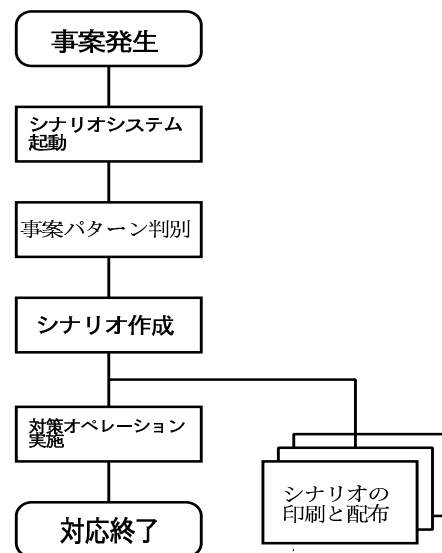 事案発生
シナリオシステム
起動
事案パターン判別
シナリオ作成
対策オペレーション
実施
シナリオの
印刷と配布
対応終了